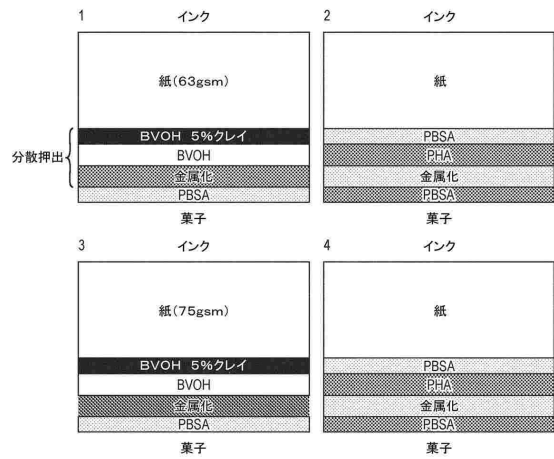 1
インク
紙(63gsm)
BVOH 5%クレイ
BVOH
金属化
PBSA
分散押出
菓子
2
インク
紙
PBSA
PHA
金属化
PBSA
菓子
3
インク
紙(75gsm)
BVOH 5%クレイ
BVOH
金属化
PBSA
菓子
4
インク
紙
PBSA
PHA
金属化
PBSA
菓子